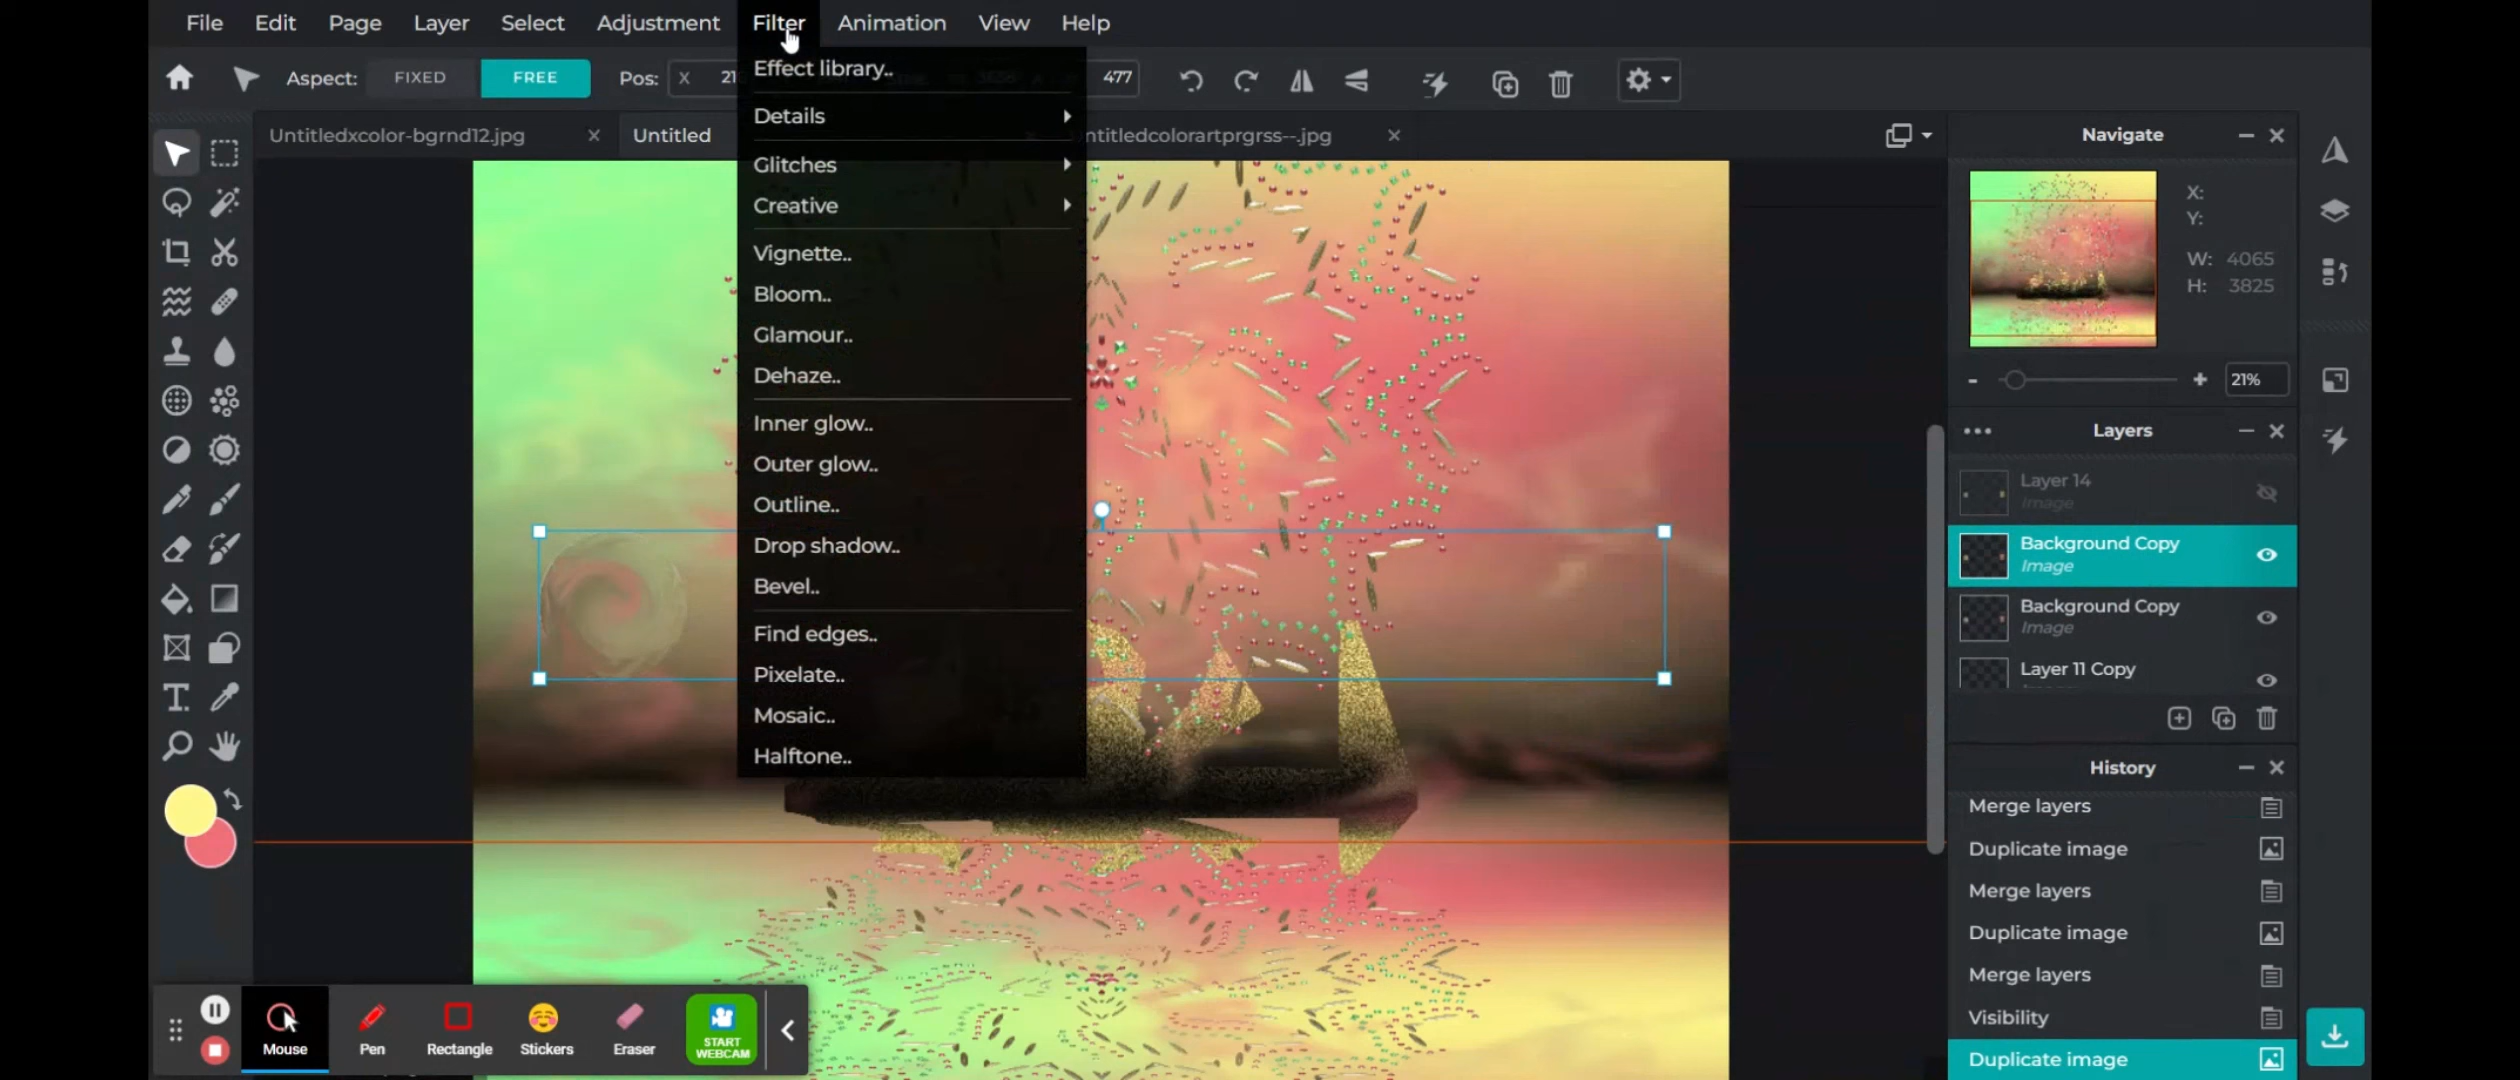 File Edit Page Layer Select Adjustment Filter Animation View Help
Aspect: FIXED FREE Pos: X 477
Untitledxcolor-bgrnd12.jpg Untitled ntitledcolorartprgrss--.jpg
Effect library..
Details
Glitches
Creative
Vignette..
Bloom..
Glamour..
Dehaze..
Inner glow..
Outer glow..
Outline..
Drop shadow..
Bevel..
Find edges..
Pixelate..
Mosaic..
Halftone..
Navigate
X:
Y:
W: 4065
H: 3825
21%
Layers
Layer 14
Image
Background Copy
Image
Background Copy
Image
Layer 11 Copy
History
Merge layers
Duplicate image
Merge layers
Duplicate image
Merge layers
Visibility
Duplicate image
Mouse Pen Rectangle Stickers Eraser
START
WEBCAM